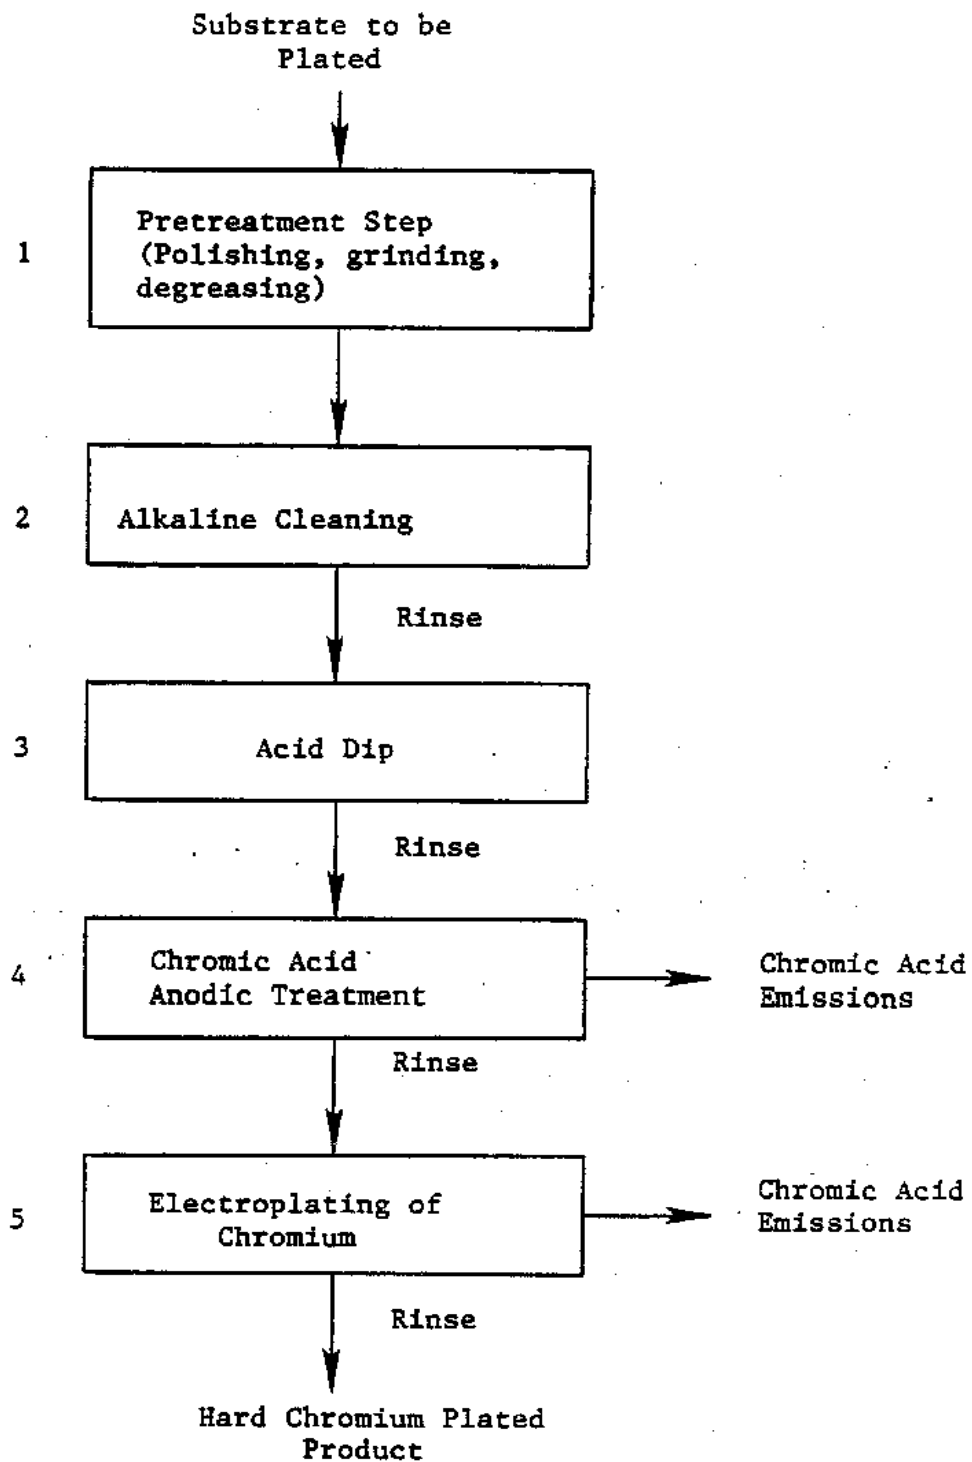 Substrate to be
Plated
1
Pretreatment Step
(Polishing, grinding,
degreasing)
2
Alkaline Cleaning
Rinse
3
Acid Dip
Rinse
4
Chromic Acid
Anodic Treatment
Chromic Acid
Emissions
Rinse
5
Electroplating of
Chromium
Chromic Acid
Emissions
Rinse
Hard Chromium Plated
Product